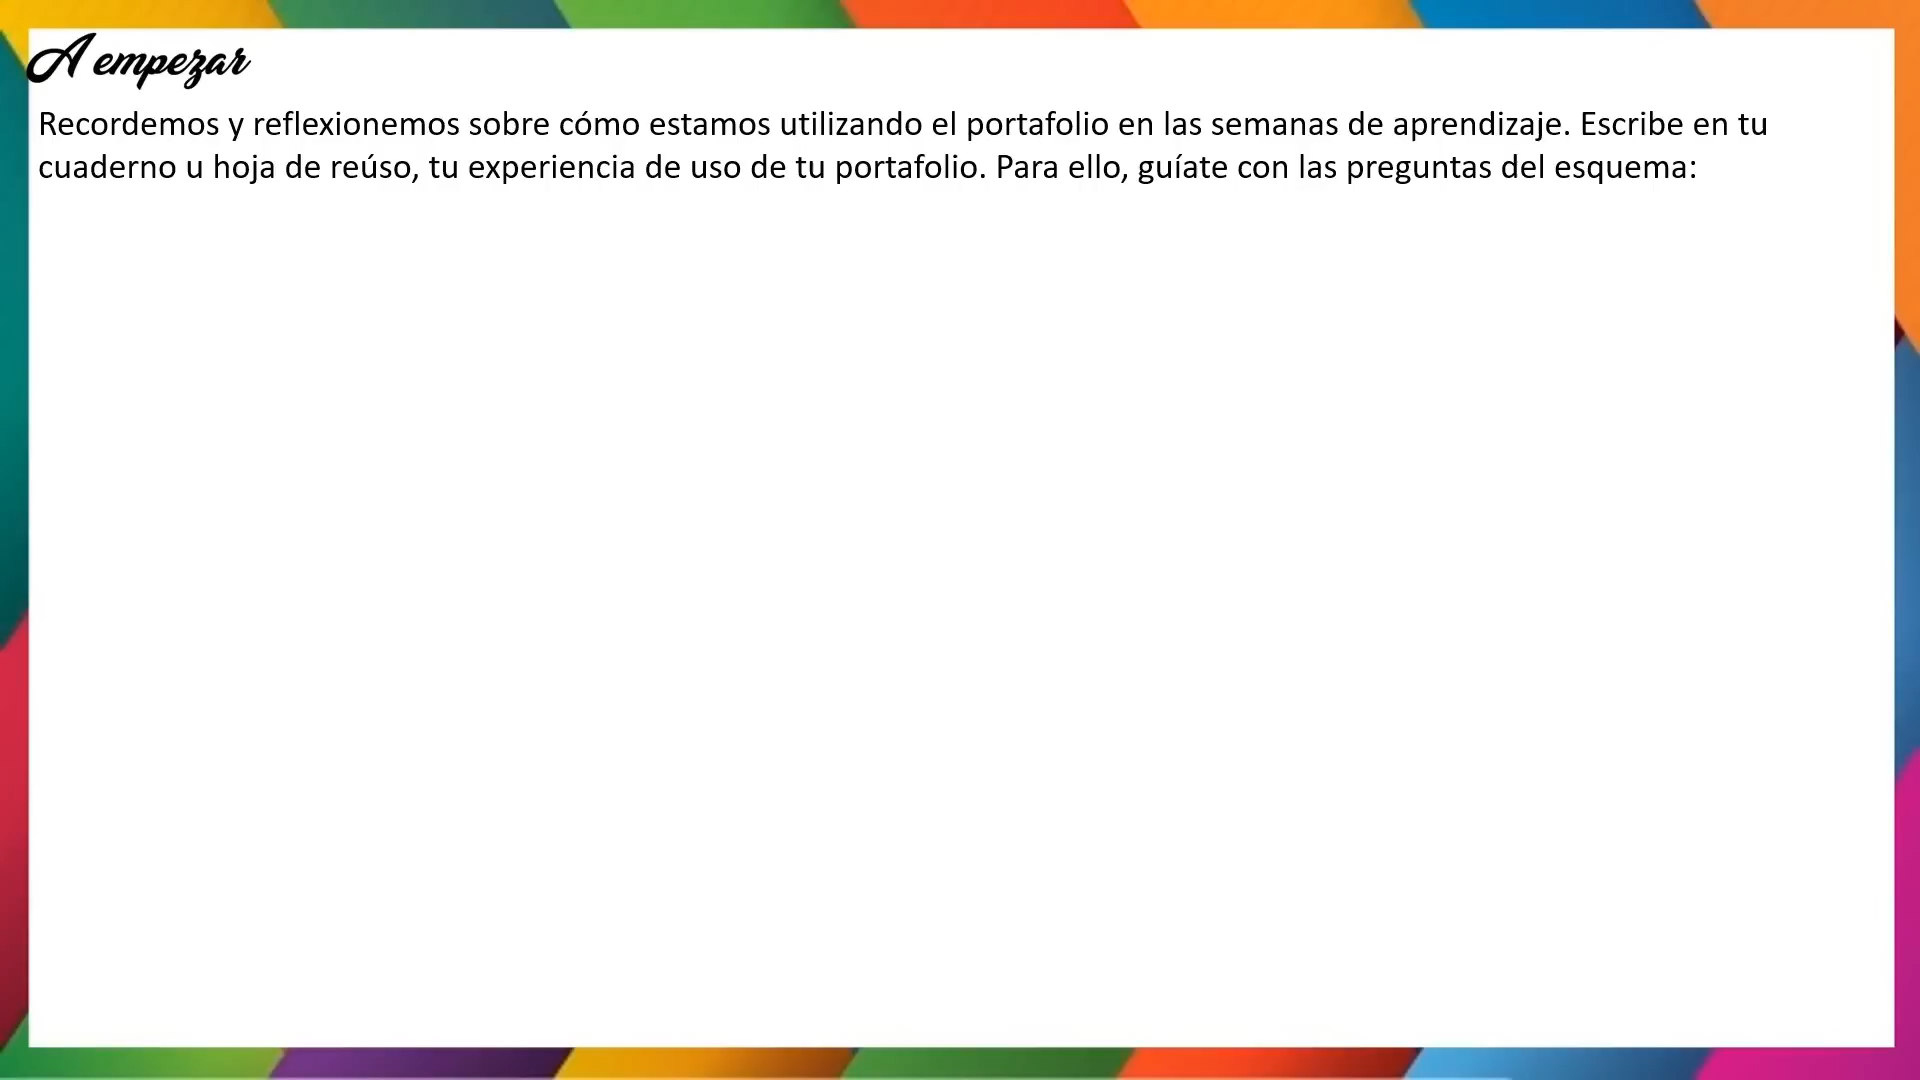 A empezar
Recordemos y reflexionemos sobre cómo estamos utilizando el portafolio en las semanas de aprendizaje. Escribe en tu
cuaderno u hoja de reúso, tu experiencia de uso de tu portafolio. Para ello, guíate con las preguntas del esquema: